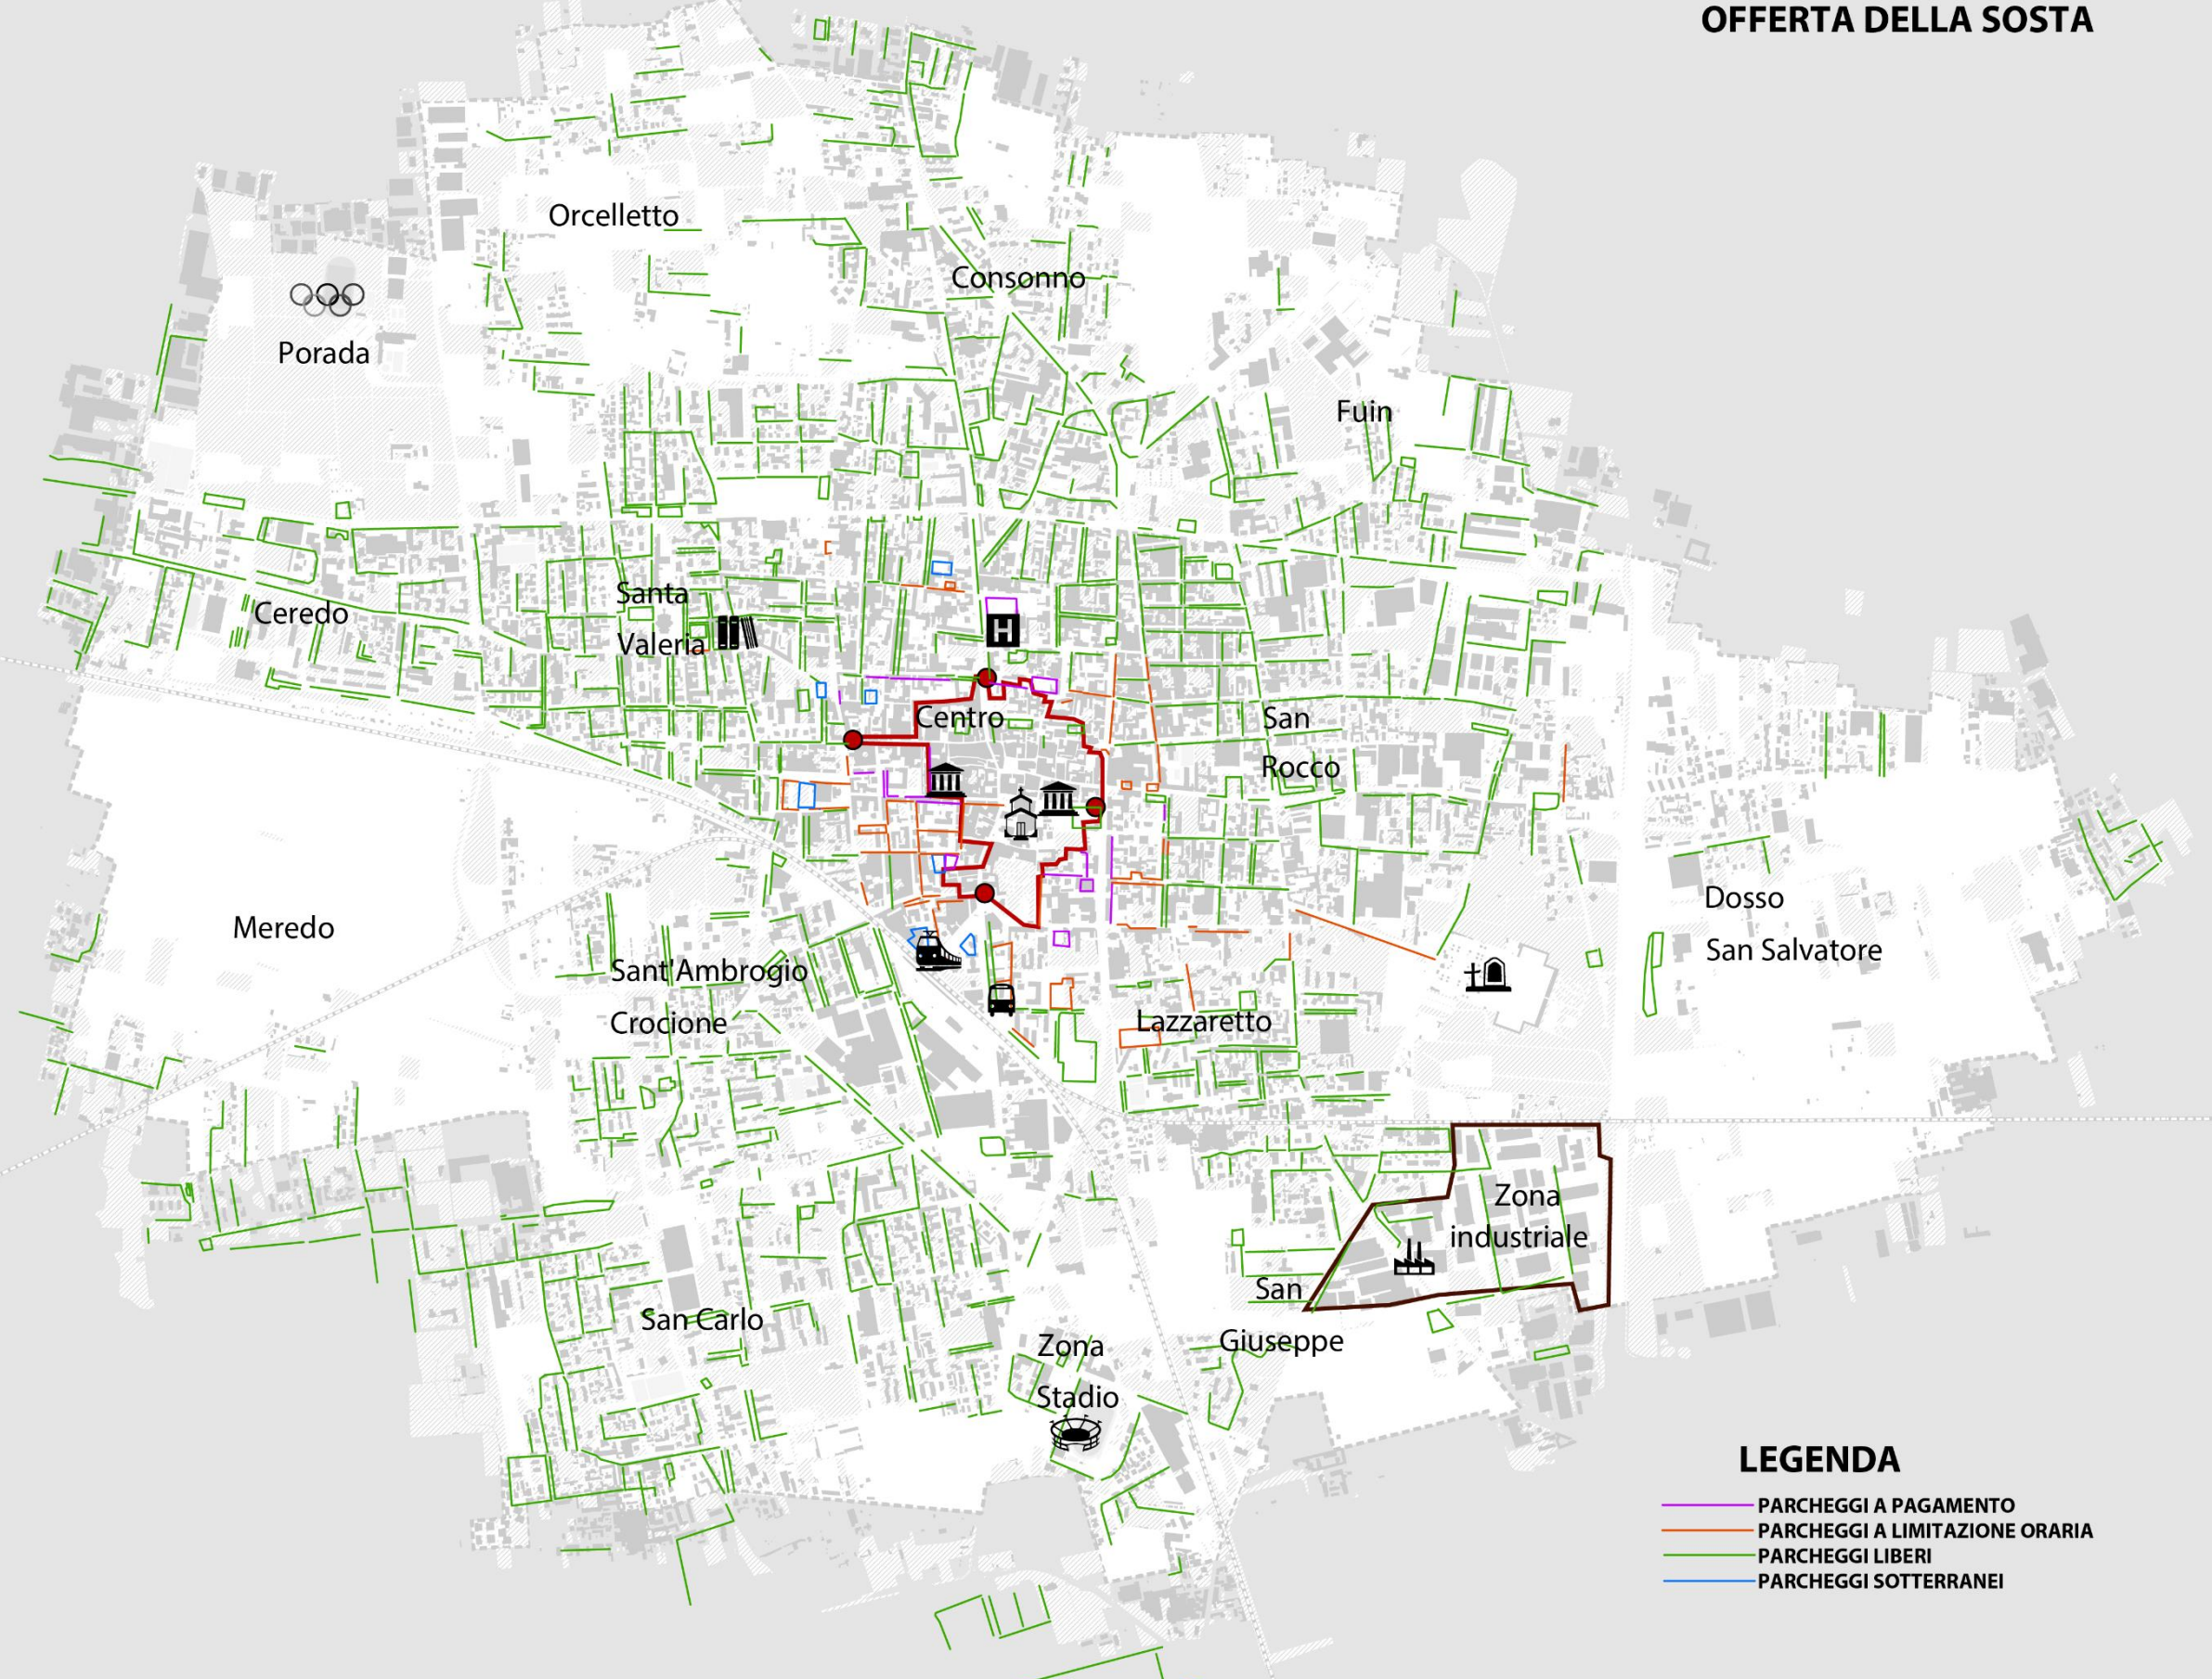 OFFERTA DELLA SOSTA
Orcelletto
Consonno
Porada
Fuin
Santa
Valeria
Ceredo
H
Centro
San
Rocco
Dosso
San Salvatore
Meredo
Sant'Ambrogio
Crocione
Lazzaretto
Zona
industriale
San
Giuseppe
San Carlo
Zona
Stadio
LEGENDA
PARCHEGGI A PAGAMENTO
PARCHEGGI A LIMITAZIONE ORARIA
PARCHEGGI LIBERI
PARCHEGGI SOTTERRANEI